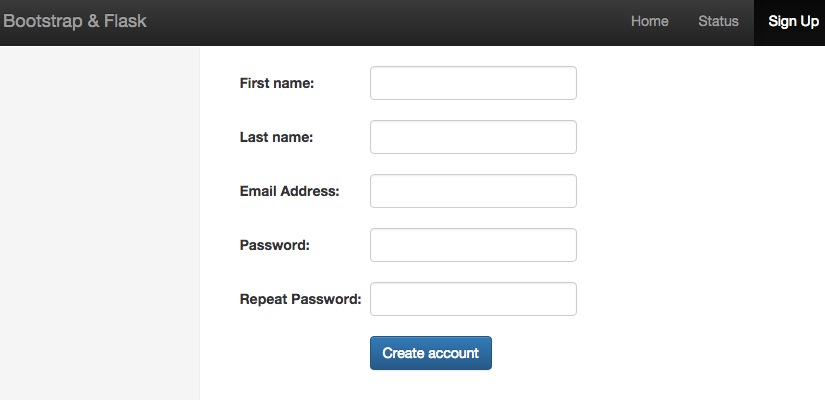 Bootstrap & Flask
Home Status Sign Up
First name:
Last name:
Email Address:
Password:
Repeat Password:
Create account